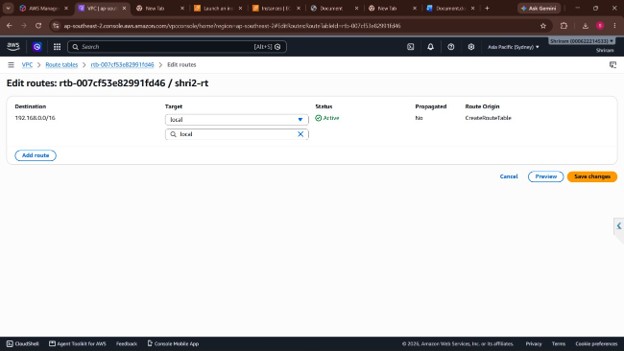 AWS Manage
VPC | ap-sout
New Tab
Launch an ins
Instances | E
Document
New Tab
Document.d
Ask Gemini
ap-southeast-2.console.aws.amazon.com/vpcconsole/home?region=ap-southeast-2#EditRoutes:RouteTableId=rtb-007cf53e82991fd46
aws
Search
[Alt+S]
Asia Pacific (Sydney)
Shriram
VPC
Route tables
rtb-007cf53e82991fd46
Edit routes
Edit routes: rtb-007cf53e82991fd46 / shri2-rt
Destination
Target
Status
Propagated
Route Origin
192.168.0.0/16
local
Active
No
CreateRouteTable
local
Add route
Cancel
Preview
Save changes
CloudShell
Agent Toolkit for AWS
Feedback
Console Mobile App
© 2026, Amazon Web Services, Inc. or its affiliates.
Privacy
Terms
Cookie preferences